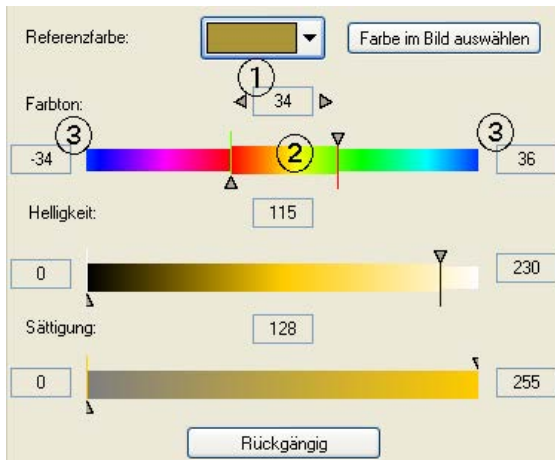 Referenzfarbe: Farbe im Bild auswählen
1
Farbton: 34
3 2 3
-34 36
Helligkeit: 115
0 230
Sättigung: 128
0 255
Rückgängig